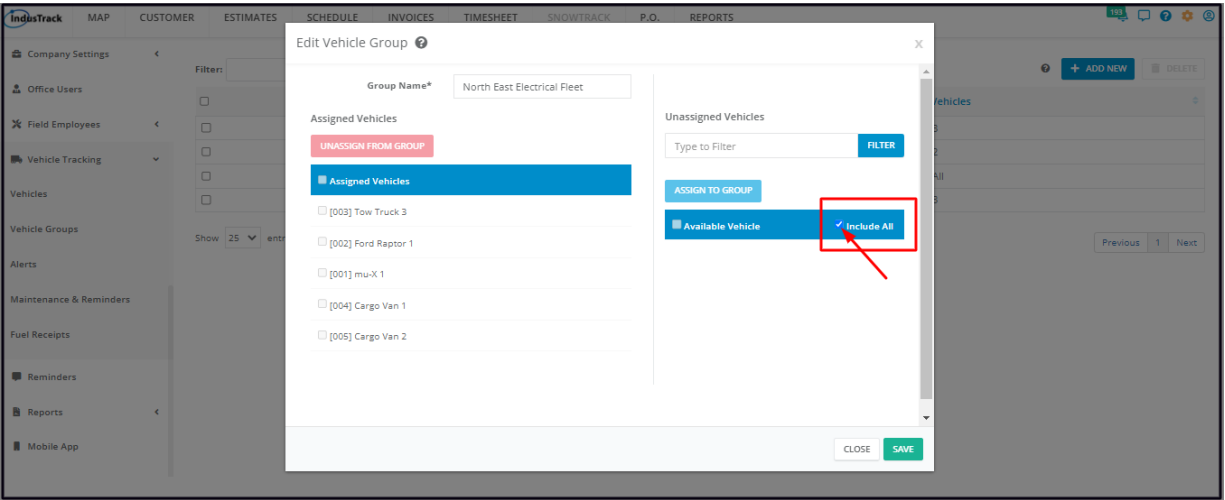 IndusTrack MAP CUSTOMER ESTIMATES SCHEDULE INVOICES TIMESHEET SNOWTRACK P.O. REPORTS 193
Edit Vehicle Group
x
Company Settings
Office Users
Field Employees
Vehicle Tracking
Vehicles
Vehicle Groups
Alerts
Maintenance & Reminders
Fuel Receipts
Reminders
Reports
Mobile App
Filter:
+ ADD NEW
DELETE
Vehicles
3
2
All
3
Show 25 entr
Previous 1 Next
Group Name*
North East Electrical Fleet
Assigned Vehicles
UNASSIGN FROM GROUP
Assigned Vehicles
[003] Tow Truck 3
[002] Ford Raptor 1
[001] mu-X 1
[004] Cargo Van 1
[005] Cargo Van 2
Unassigned Vehicles
Type to Filter
FILTER
ASSIGN TO GROUP
Available Vehicle
Include All
CLOSE
SAVE